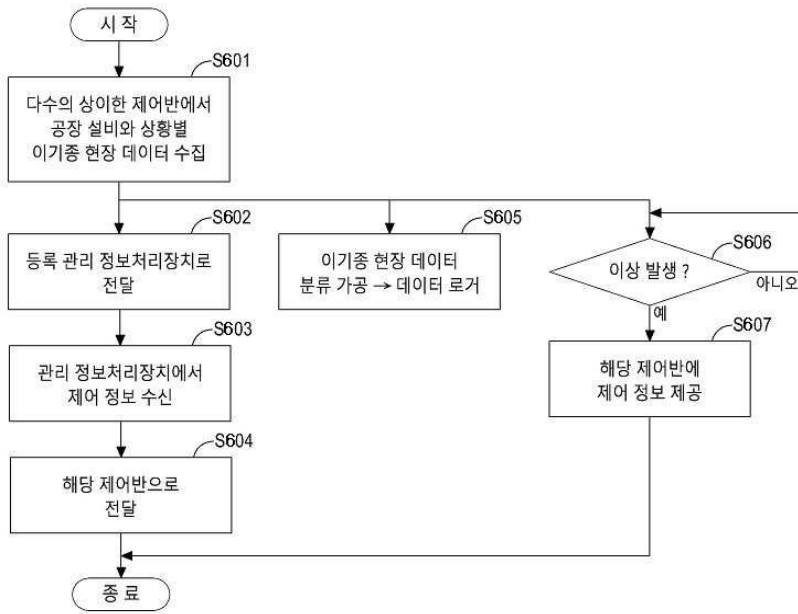 시 작
S601
다수의 상이한 제어반에서
공장 설비와 상황별
이기종 현장 데이터 수집
S602
등록 관리 정보처리장치로
전달
S603
관리 정보처리장치에서
제어 정보 수신
S604
해당 제어반으로
전달
S605
이기종 현장 데이터
분류 가공 → 데이터 로거
S606
이상 발생 ?
아니오
예
S607
해당 제어반에
제어 정보 제공
종 료